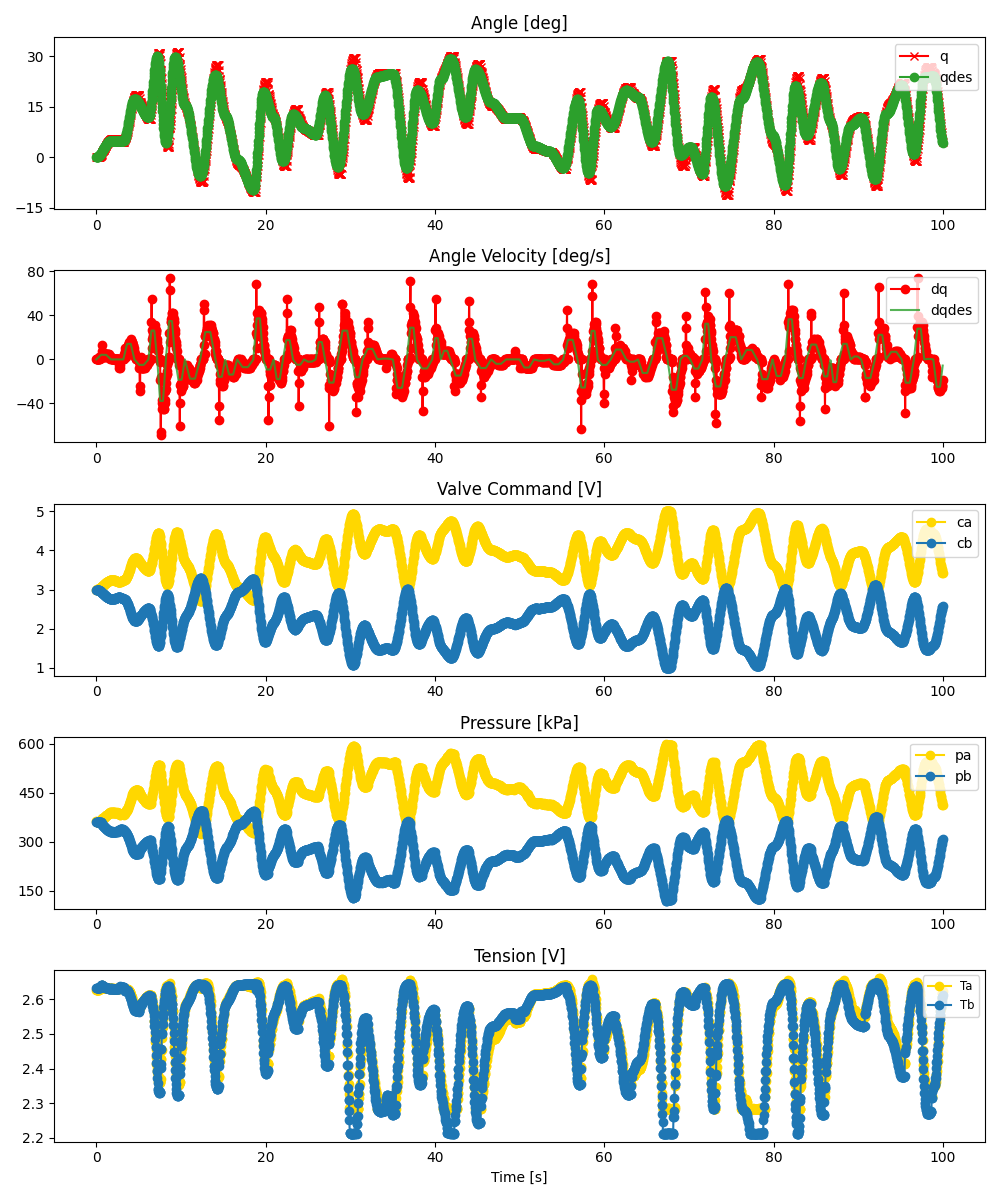 Angle [deg]
30
15
0
−15
q
qdes
0 20 40 60 80 100
Angle Velocity [deg/s]
80
40
0
−40
dq
dqdes
0 20 40 60 80 100
Valve Command [V]
5
4
3
2
1
ca
cb
0 20 40 60 80 100
Pressure [kPa]
600
450
300
150
pa
pb
0 20 40 60 80 100
Tension [V]
2.6
2.5
2.4
2.3
2.2
Ta
Tb
0 20 40 60 80 100
Time [s]